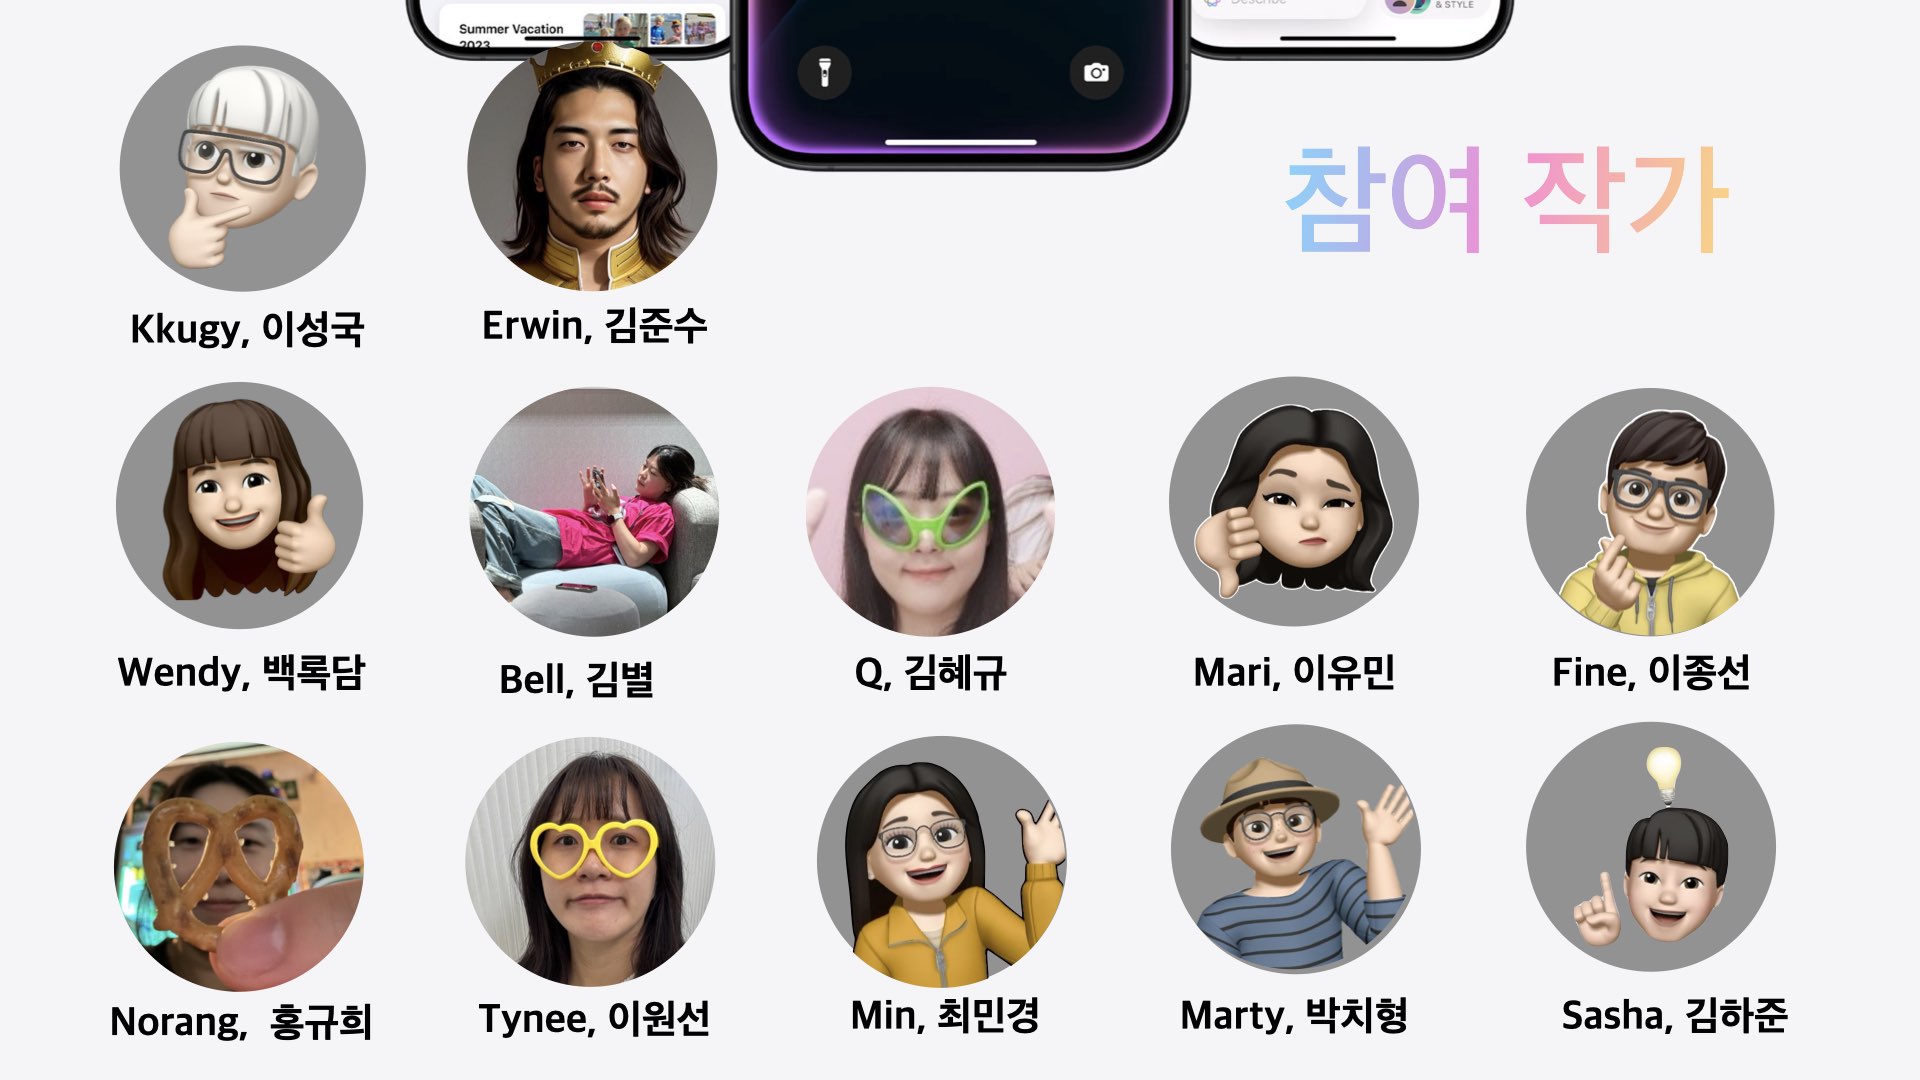 Summer Vacation
2023
Describe
& STYLE
참여 작가
Kkugy, 이성국
Erwin, 김준수
Wendy, 백록담
Bell, 김별
Q, 김혜규
Mari, 이유민
Fine, 이종선
Norang, 홍규희
Tynee, 이원선
Min, 최민경
Marty, 박치형
Sasha, 김하준